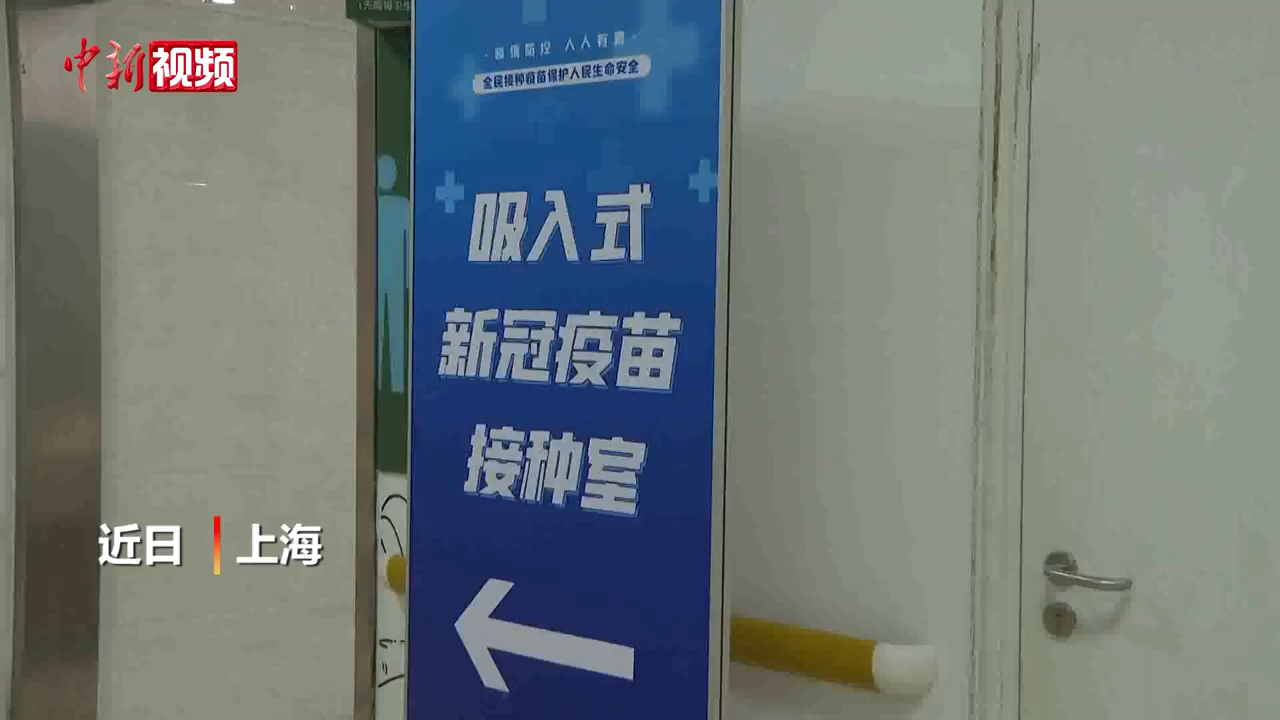 中新视频
疫情防控 人人有责
全民接种疫苗保护人民生命安全
吸入式
新冠疫苗
接种室
近日 上海